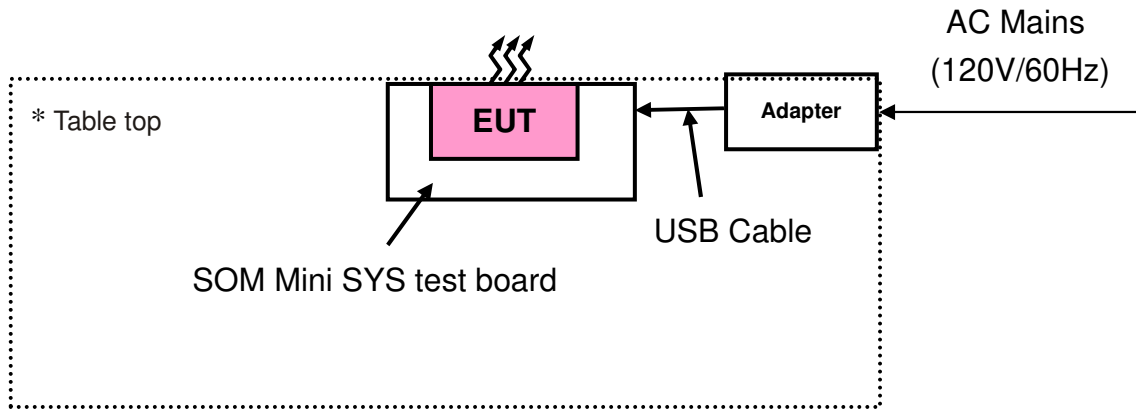 AC Mains
(120V/60Hz)
* Table top
EUT
Adapter
USB Cable
SOM Mini SYS test board